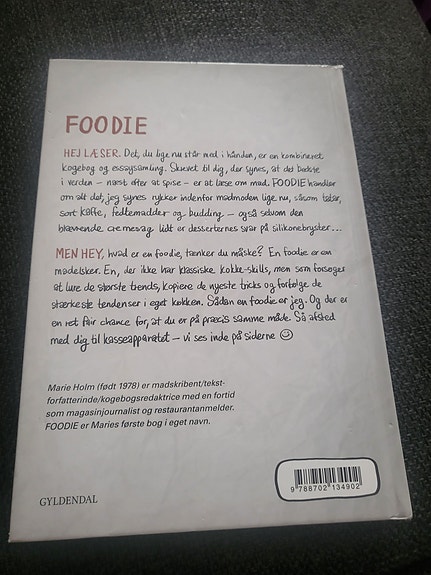 FOODIE
HEJ LÆSER. Det, du lige nu står med i hånden, er en kombineret
kogebog og essaysamling. Skrevet til dig, der synes, at det bedste
i verden – næst efter at spise – er at læse om mad. FOODIE handler
om alt det, jeg synes rykker indenfor madmoden lige nu, såsom tatar,
sort kaffe, fedtemadder og budding – også selvom den
blævrende cremesag lidt er desserternes svar på silikonebryster...
MEN HEY, hvad er en foodie, tænker du måske? En foodie er en
madelsker. En, der ikke har klassiske kokke-skills, men som forsøger
at lure de største trends, kopiere de nyeste tricks og fortolke de
stærkeste tendenser i eget køkken. Sådan en foodie er jeg. Og der er
en ret fair chance for, at du er på præcis samme måde. Så afsted
med dig til kasseapparatet – vi ses inde på siderne ☺
Marie Holm (født 1978) er madskribent/tekst-
forfatterinde/kogebogsredaktrice med en fortid
som magasinjournalist og restaurantanmelder.
FOODIE er Maries første bog i eget navn.
GYLDENDAL
9 788702 134902